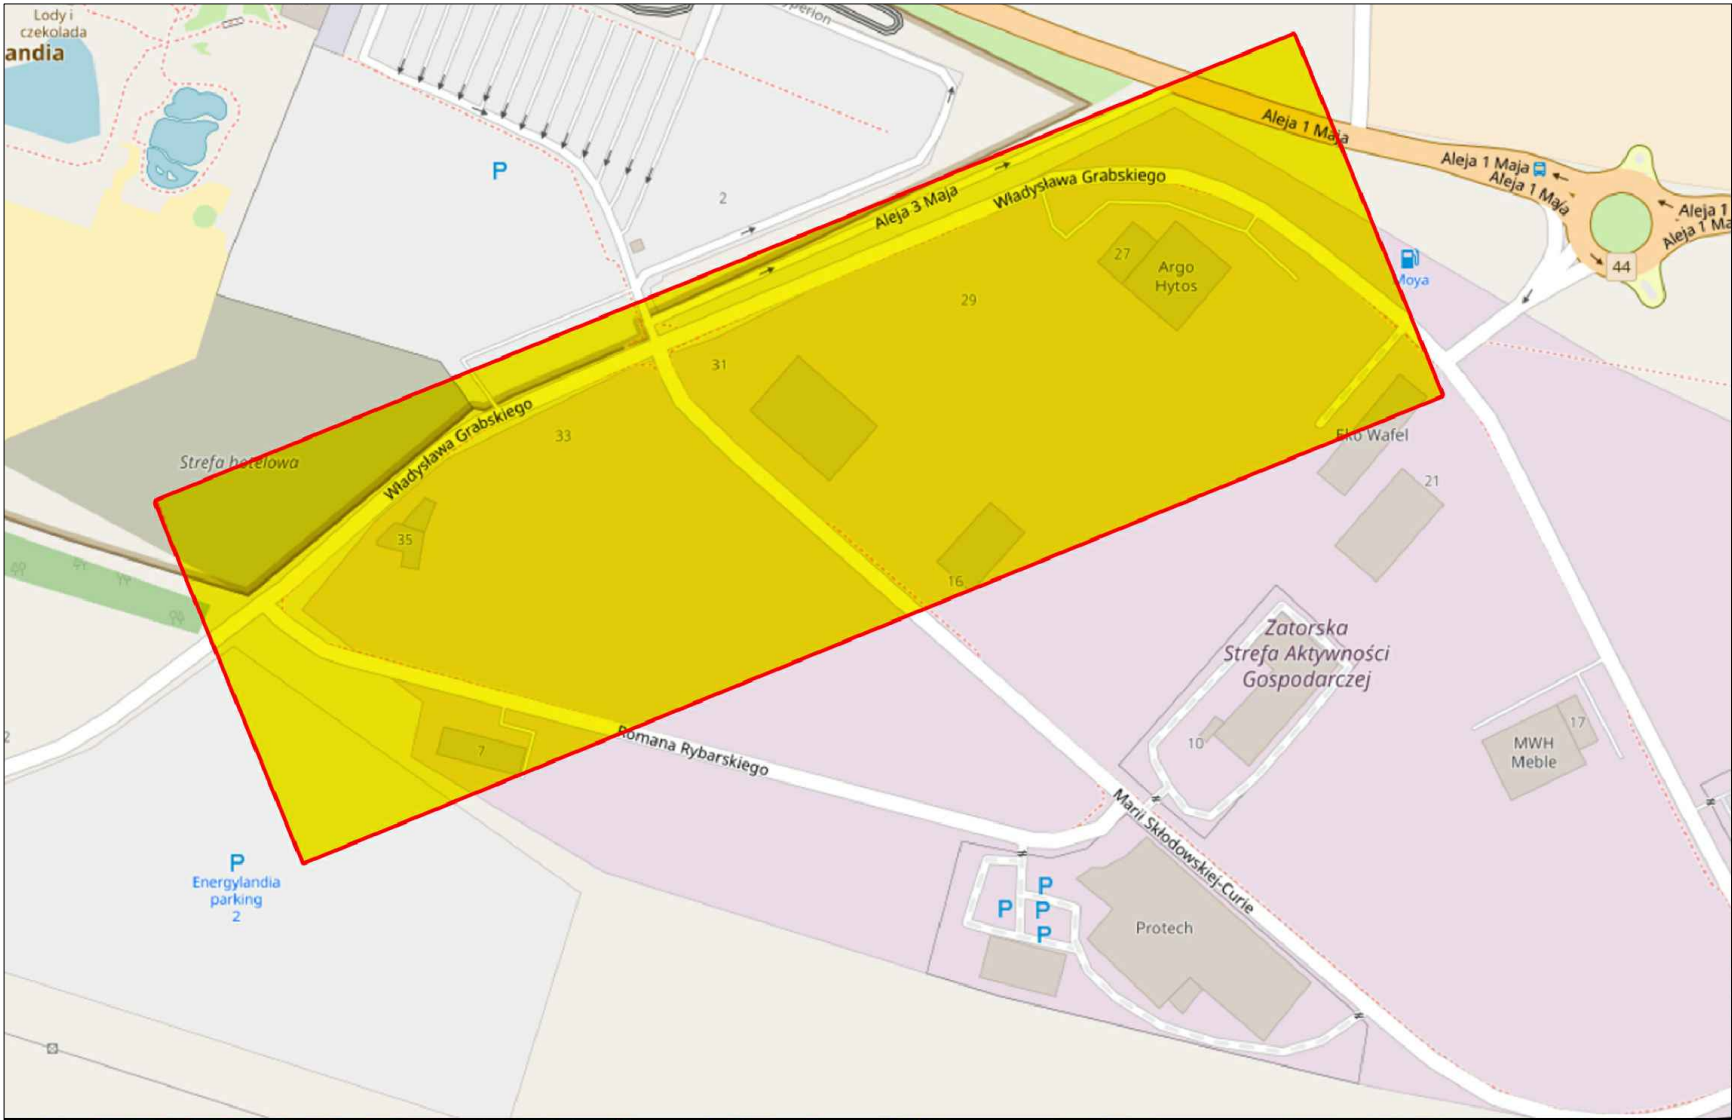 Lody i
czekolada
andia
yperion
P
2
Aleja 1 Maja
Aleja 1 Maja
Aleja 1 Maja
Aleja 1
Aleja 1 Ma
44
Aleja 3 Maja
Władysława Grabskiego
27
Argo
Hytos
Moya
29
31
Władysława Grabskiego
33
Strefa hotelowa
Eko Wafel
21
35
16
Zatorska
Strefa Aktywności
Gospodarczej
10
17
MWH
Meble
2
7
Romana Rybarskiego
Marii Skłodowskiej-Curie
P
Energylandia
parking
2
P
P
P
P
Protech